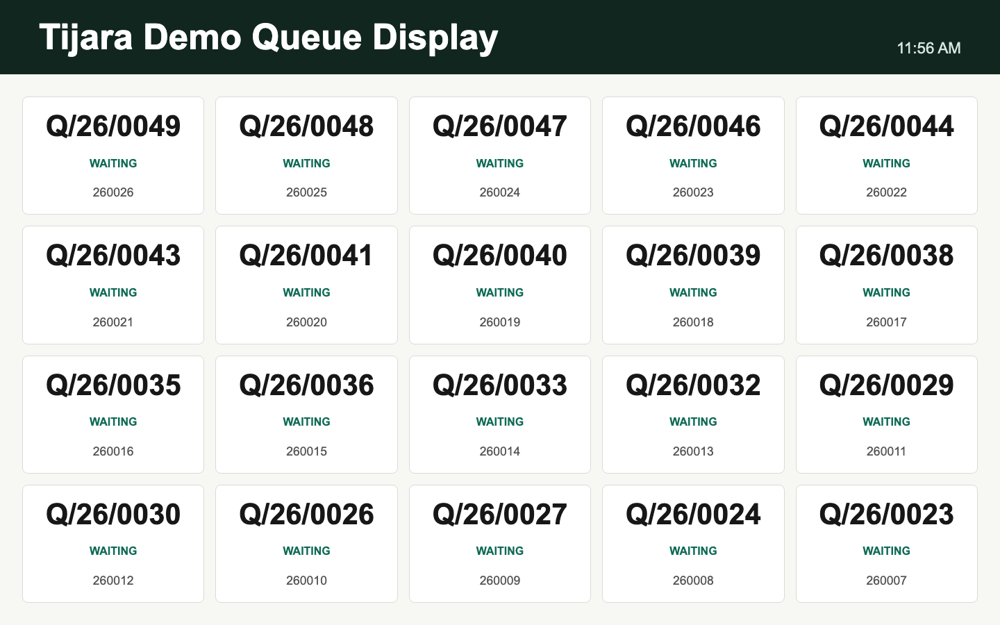 Tijara Demo Queue Display
11:56 AM
Q/26/0049
WAITING
260026
Q/26/0048
WAITING
260025
Q/26/0047
WAITING
260024
Q/26/0046
WAITING
260023
Q/26/0044
WAITING
260022
Q/26/0043
WAITING
260021
Q/26/0041
WAITING
260020
Q/26/0040
WAITING
260019
Q/26/0039
WAITING
260018
Q/26/0038
WAITING
260017
Q/26/0035
WAITING
260016
Q/26/0036
WAITING
260015
Q/26/0033
WAITING
260014
Q/26/0032
WAITING
260013
Q/26/0029
WAITING
260011
Q/26/0030
WAITING
260012
Q/26/0026
WAITING
260010
Q/26/0027
WAITING
260009
Q/26/0024
WAITING
260008
Q/26/0023
WAITING
260007